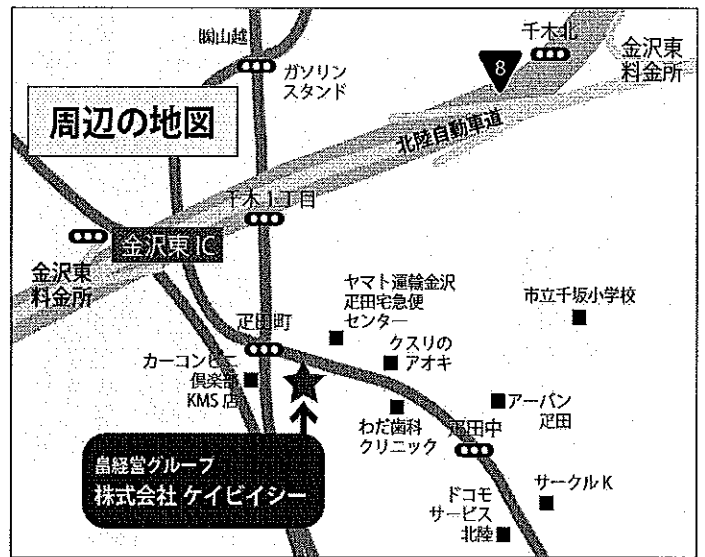 ㈱山越
千木北
ガソリン
スタンド
8
金沢東
料金所
周辺の地図
北陸自動車道
千木1丁目
金沢東 IC
金沢東
料金所
ヤマト運輸金沢
疋田宅急便
センター
市立千坂小学校
疋田町
クスリの
アオキ
カーコンビニ
倶楽部
KMS 店
わだ歯科
クリニック
アーバン
疋田
疋田中
畠経営グループ
株式会社 ケイビイシー
サークル K
ドコモ
サービス
北陸